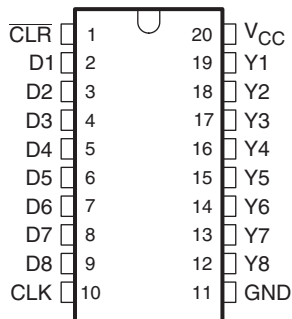 CLR 1 20 VCC
D1 2 19 Y1
D2 3 18 Y2
D3 4 17 Y3
D4 5 16 Y4
D5 6 15 Y5
D6 7 14 Y6
D7 8 13 Y7
D8 9 12 Y8
CLK 10 11 GND